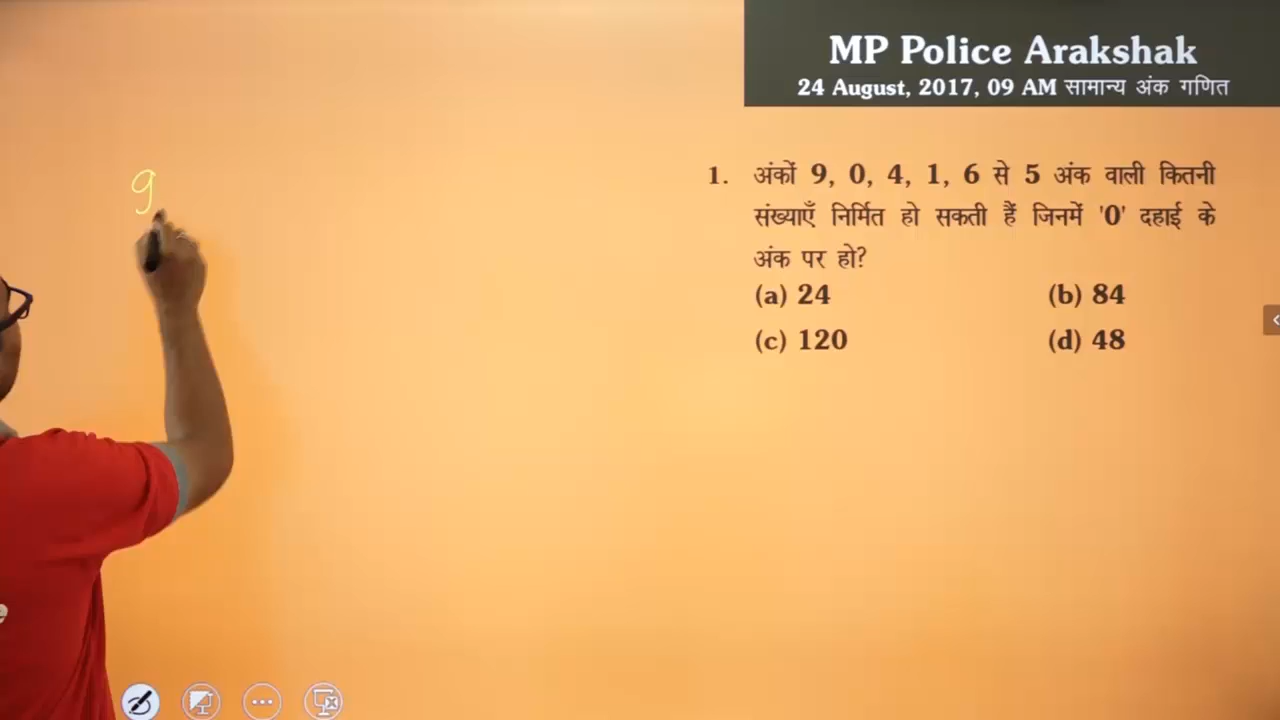 MP Police Arakshak
24 August, 2017, 09 AM सामान्य अंक गणित
9
1. अंकों 9, 0, 4, 1, 6 से 5 अंक वाली कितनी
संख्याएँ निर्मित हो सकती हैं जिनमें '0' दहाई के
अंक पर हो?
(a) 24 (b) 84
(c) 120 (d) 48